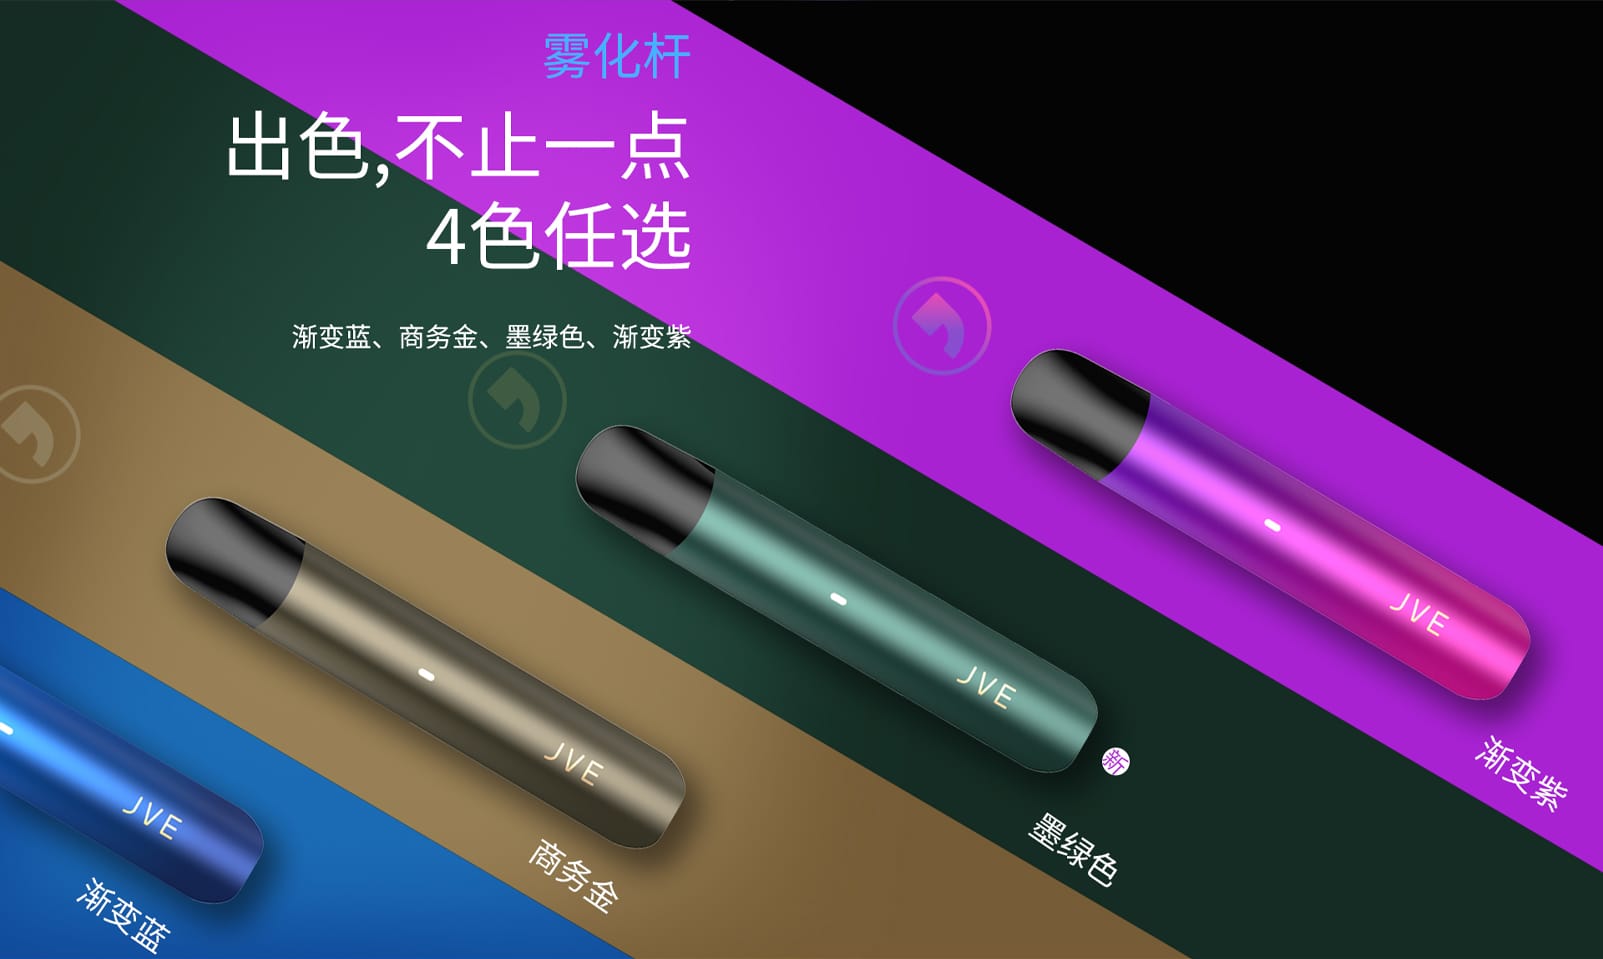 雾化杆
出色,不止一点
4色任选
渐变蓝、商务金、墨绿色、渐变紫
JVE
渐变紫
JVE
新
墨绿色
JVE
商务金
JVE
渐变蓝